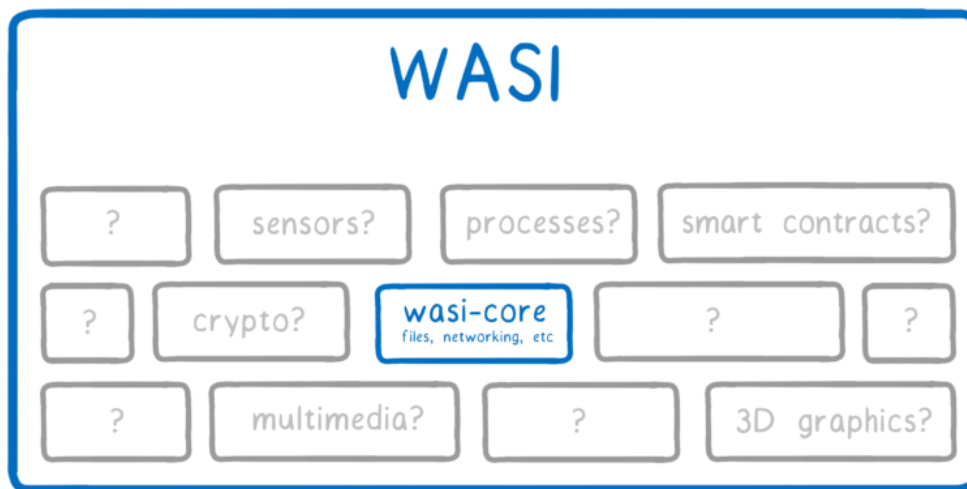 WASI
? sensors? processes? smart contracts?
? crypto? wasi-core ? ?
files, networking, etc
? multimedia? ? 3D graphics?